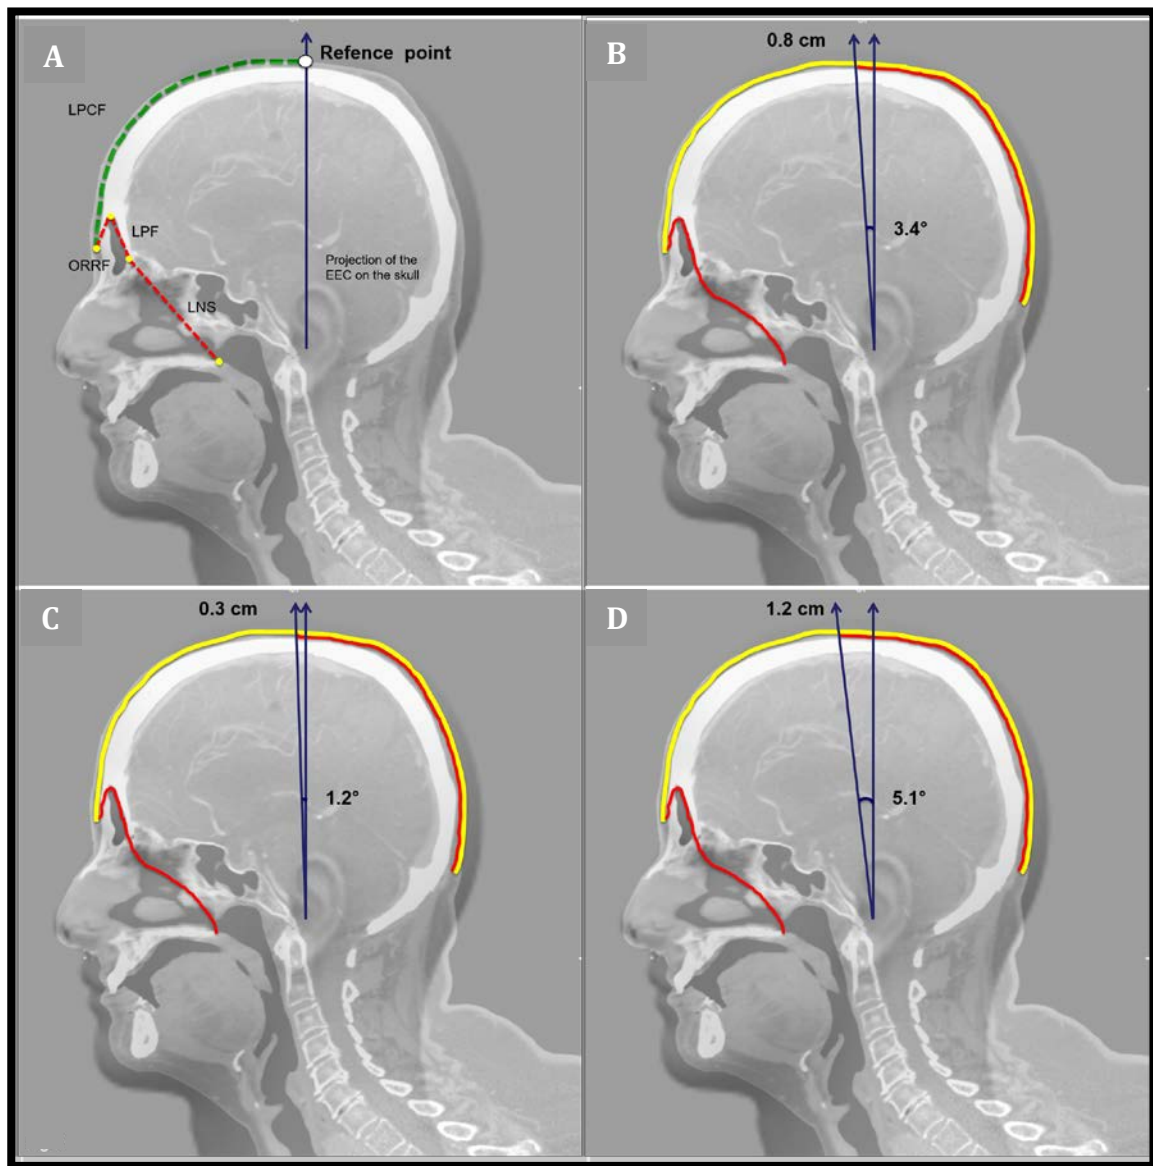 A
Refence point
LPCF
LPF
ORRF
Projection of the
EEC on the skull
LNS
B
0.8 cm
3.4°
C
0.3 cm
1.2°
D
1.2 cm
5.1°